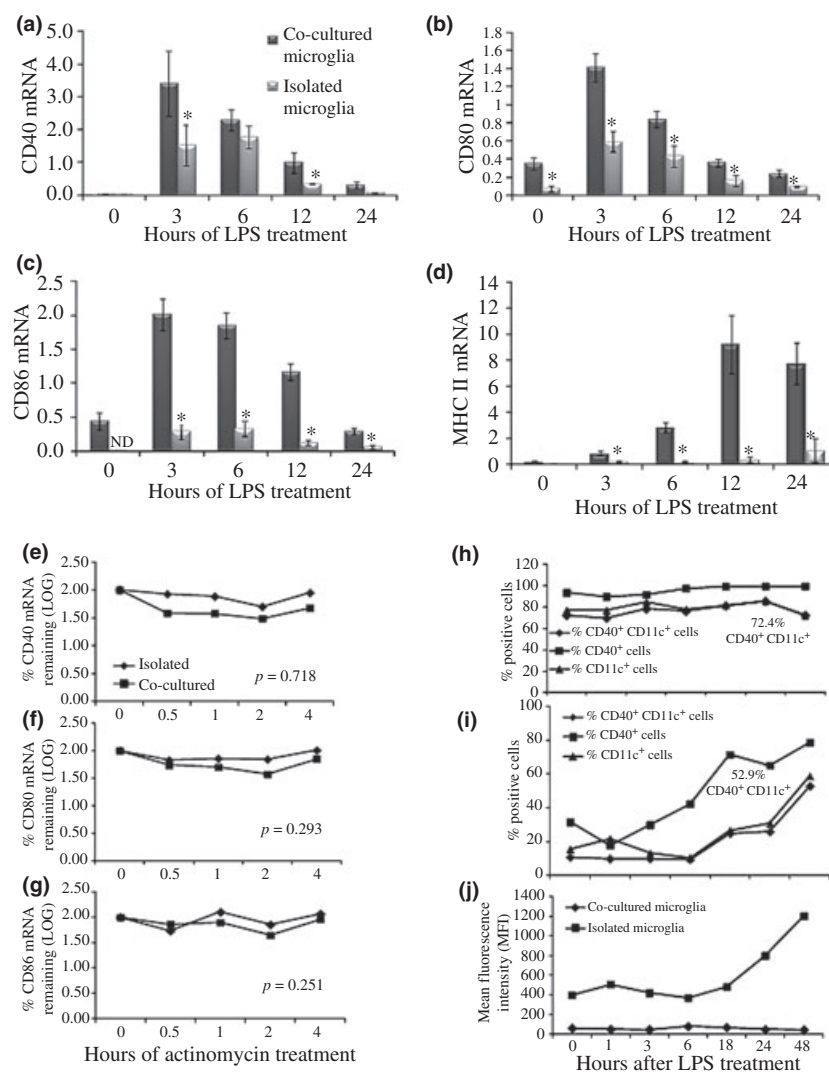 (a)
CD40 mRNA
5.0
4.0
3.0
2.0
1.0
0.0
Co-cultured
microglia
Isolated
microglia
*
*
0 3 6 12 24
Hours of LPS treatment
(b)
CD80 mRNA
1.8
1.6
1.4
1.2
1
0.8
0.6
0.4
0.2
0
*
*
*
*
*
0 3 6 12 24
Hours of LPS treatment
(c)
CD86 mRNA
2.5
2.0
1.5
1.0
0.5
0.0
ND
*
*
*
*
0 3 6 12 24
Hours of LPS treatment
(d)
MHC II mRNA
14
12
10
8
6
4
2
0
*
*
*
*
0 3 6 12 24
Hours of LPS treatment
(e)
% CD40 mRNA
remaining (LOG)
2.50
2.00
1.50
1.00
0.50
0.00
Isolated
Co-cultured
p = 0.718
0 0.5 1 2 4
(f)
% CD80 mRNA
remaining (LOG)
2.50
2.00
1.50
1.00
0.50
0.00
p = 0.293
0 0.5 1 2 4
(g)
% CD86 mRNA
remaining (LOG)
2.50
2.00
1.50
1.00
0.50
0.00
p = 0.251
0 0.5 1 2 4
Hours of actinomycin treatment
(h)
% positive cells
120
100
80
60
40
20
0
% CD40+ CD11c+ cells
% CD40+ cells
% CD11c+ cells
72.4%
CD40+ CD11c+
(i)
% positive cells
100
80
60
40
20
0
% CD40+ CD11c+ cells
% CD40+ cells
% CD11c+ cells
52.9%
CD40+ CD11c+
(j)
Mean fluorescence
intensity (MFI)
1400
1200
1000
800
600
400
200
0
Co-cultured microglia
Isolated microglia
0 1 3 6 18 24 48
Hours after LPS treatment